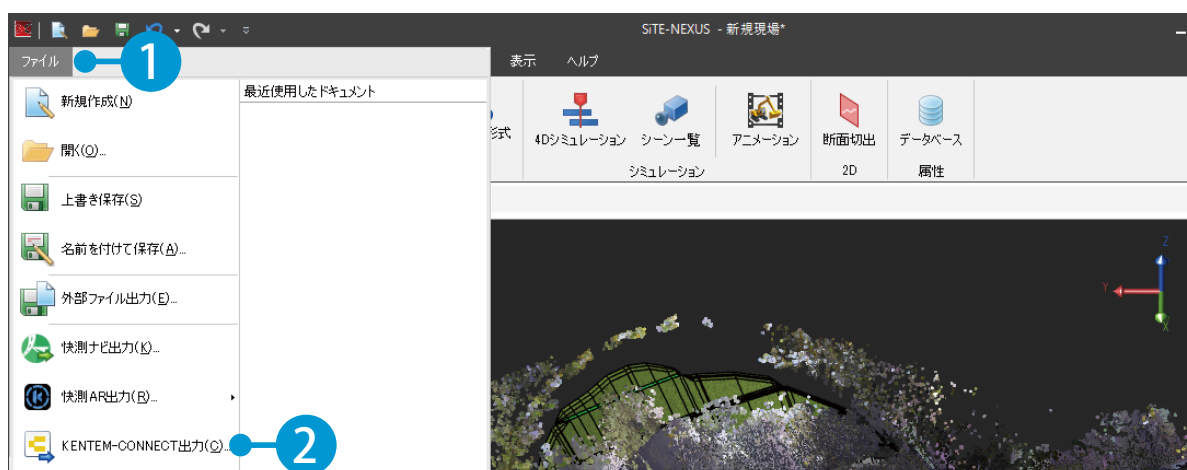 SiTE-NEXUS - 新規現場*
ファイル
1
表示 ヘルプ
最近使用したドキュメント
新規作成(N)
開く(O)...
上書き保存(S)
名前を付けて保存(A)...
外部ファイル出力(E)...
快測ナビ出力(K)...
快測AR出力(R)...
KENTEM-CONNECT出力(C)...
2
形式
4Dシミュレーション シーン一覧 アニメーション 断面切出 データベース
シミュレーション 2D 属性
Z
Y
X